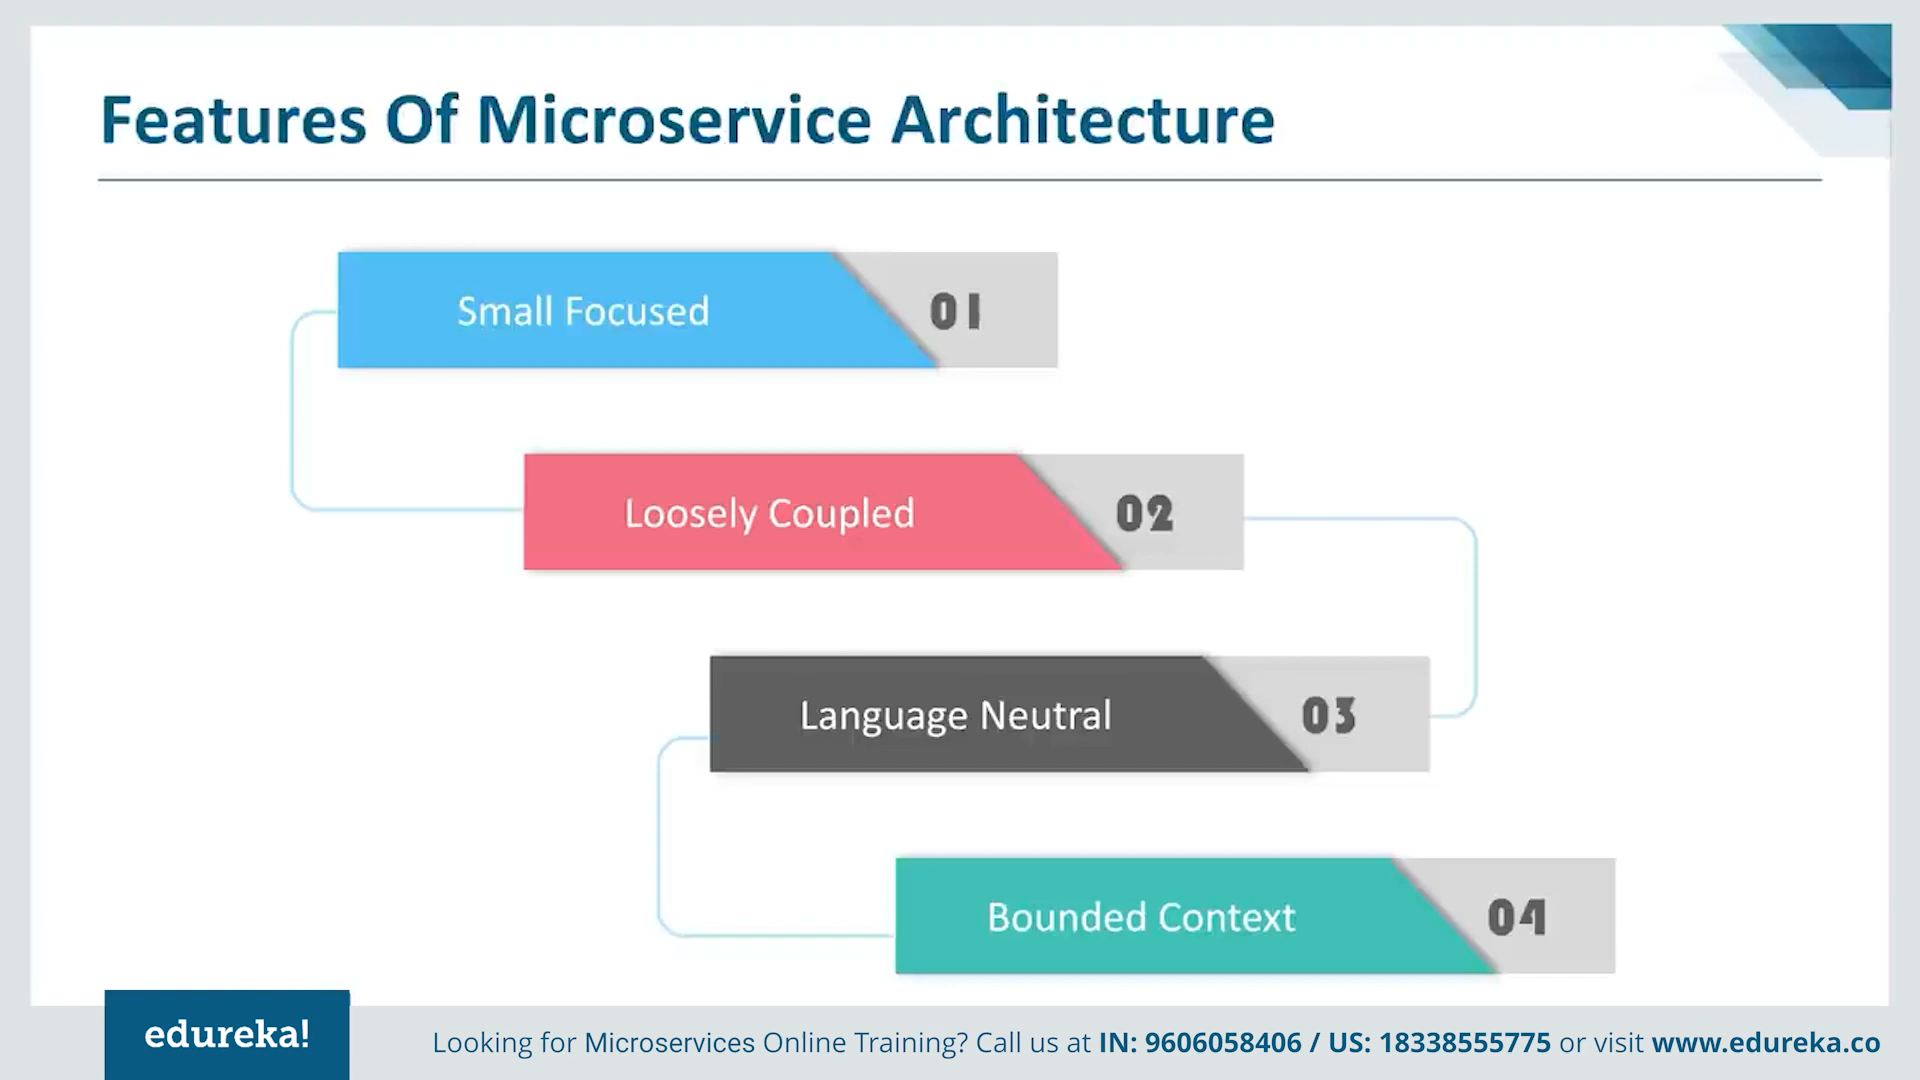 Features Of Microservice Architecture
Small Focused 01
Loosely Coupled 02
Language Neutral 03
Bounded Context 04
edureka!
Looking for Microservices Online Training? Call us at IN: 9606058406 / US: 18338555775 or visit www.edureka.co